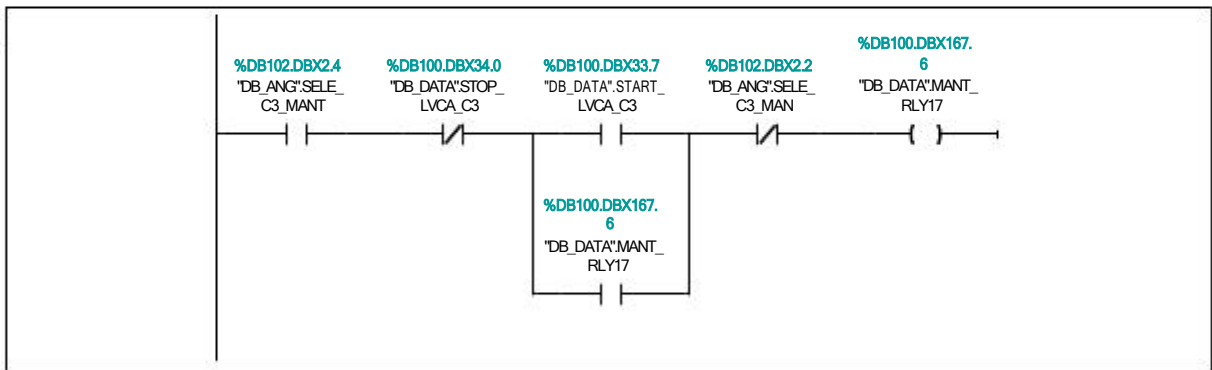 %DB102.DBX2.4
"DB_ANG".SELE_
C3_MANT
%DB100.DBX34.0
"DB_DATA".STOP_
LVCA_C3
%DB100.DBX33.7
"DB_DATA".START_
LVCA_C3
%DB102.DBX2.2
"DB_ANG".SELE_
C3_MAN
%DB100.DBX167.
6
"DB_DATA".MANT_
RLY17
%DB100.DBX167.
6
"DB_DATA".MANT_
RLY17